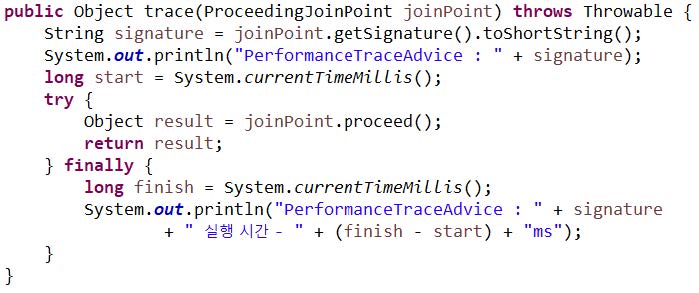 public Object trace(ProceedingJoinPoint joinPoint) throws Throwable {
    String signature = joinPoint.getSignature().toShortString();
    System.out.println("PerformanceTraceAdvice : " + signature);
    long start = System.currentTimeMillis();
    try {
        Object result = joinPoint.proceed();
        return result;
    } finally {
        long finish = System.currentTimeMillis();
        System.out.println("PerformanceTraceAdvice : " + signature
                + " 실행 시간 - " + (finish - start) + "ms");
    }
}